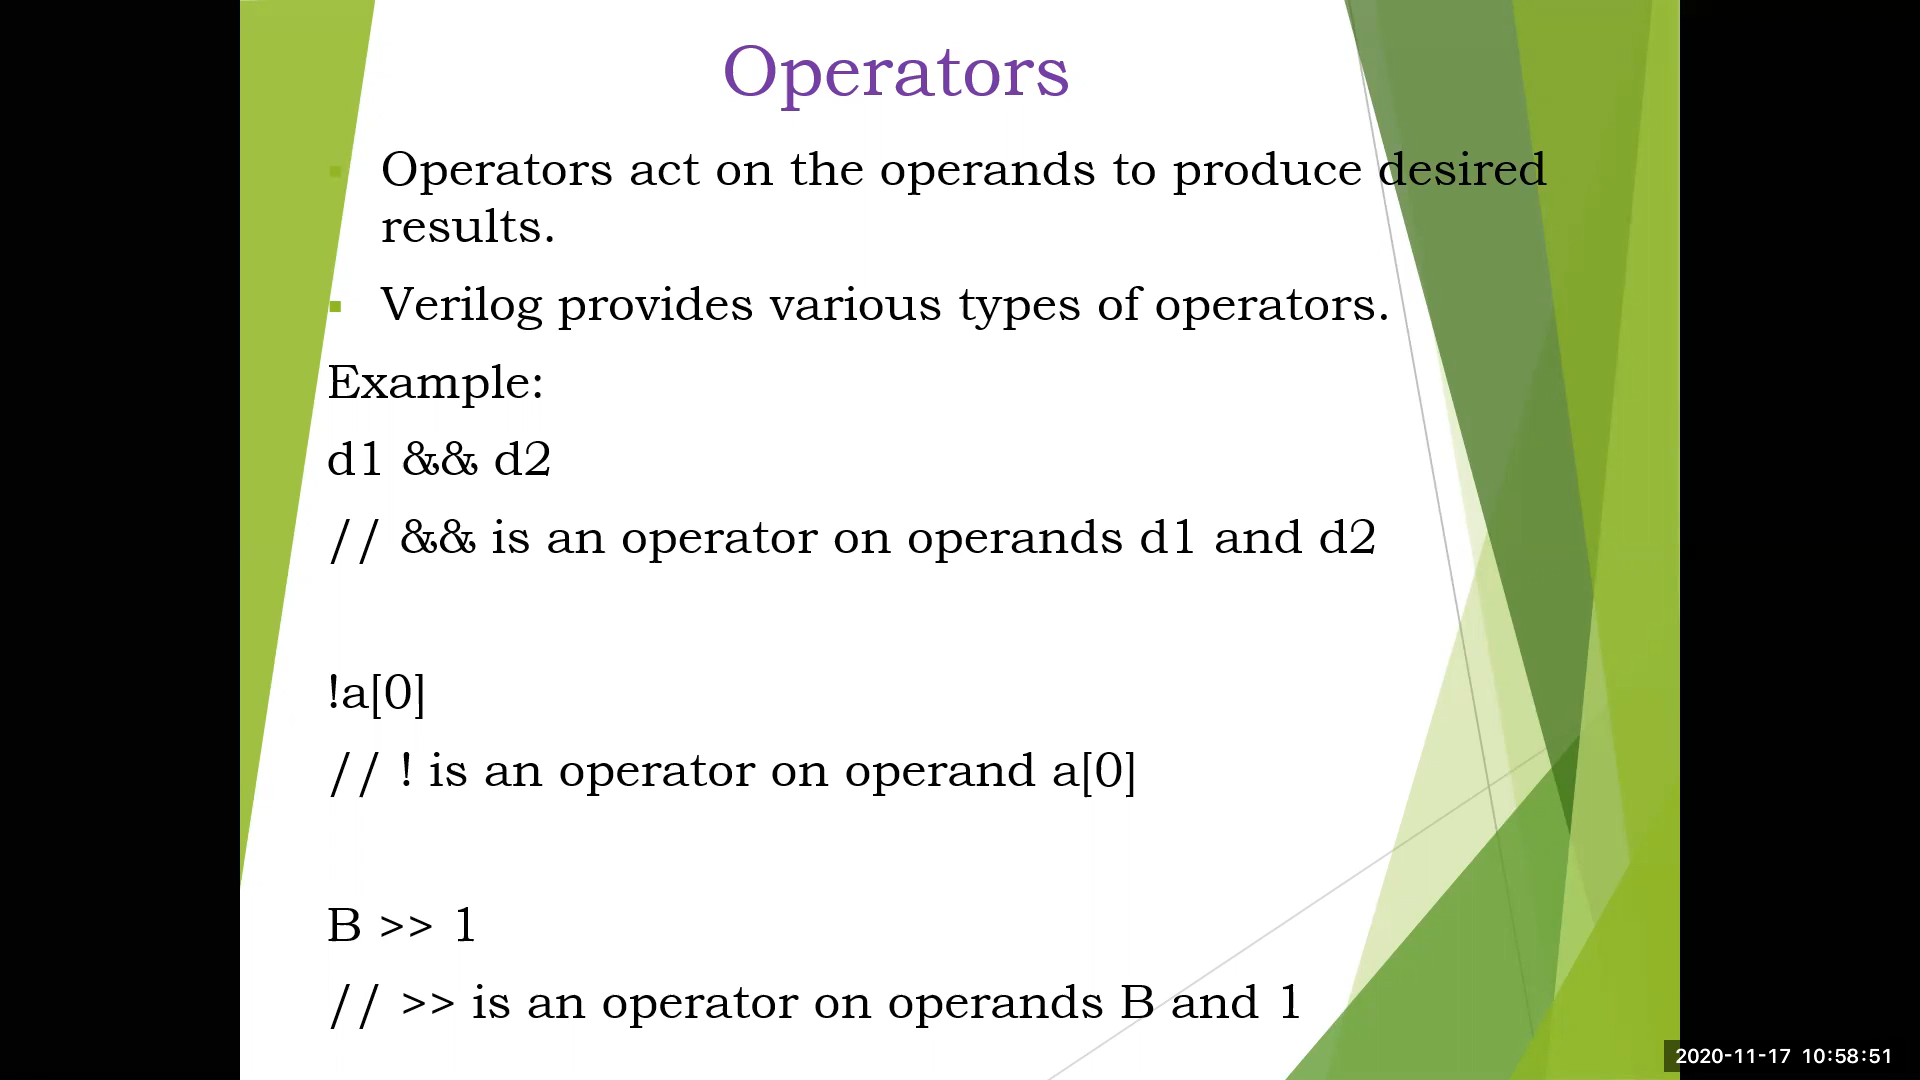 Operators
Operators act on the operands to produce desired
results.
Verilog provides various types of operators.
Example:
d1 && d2
// && is an operator on operands d1 and d2
!a[0]
// ! is an operator on operand a[0]
B >> 1
// >> is an operator on operands B and 1
2020-11-17 10:58:51